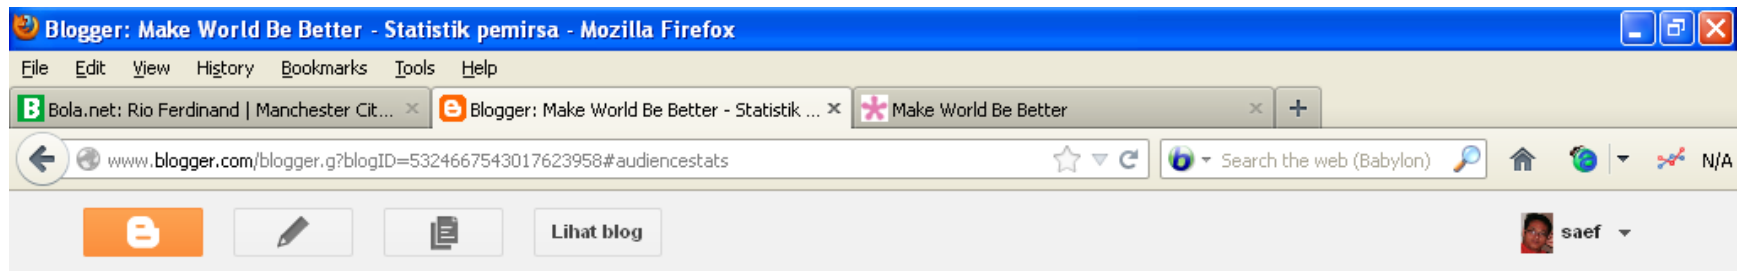 Blogger: Make World Be Better - Statistik pemirsa - Mozilla Firefox
File Edit View History Bookmarks Tools Help
Bola.net: Rio Ferdinand | Manchester Cit... Blogger: Make World Be Better - Statistik ... Make World Be Better
www.blogger.com/blogger.g?blogID=5324667543017623958#audiencestats Search the web (Babylon) N/A
Lihat blog saef